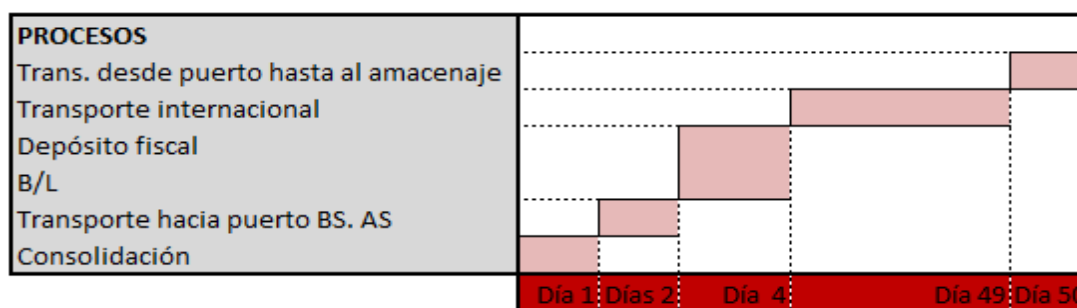 PROCESOS
Trans. desde puerto hasta al amacenaje
Transporte internacional
Depósito fiscal
B/L
Transporte hacia puerto BS. AS
Consolidación
Día 1 Días 2 Día 4 Día 49 Día 50